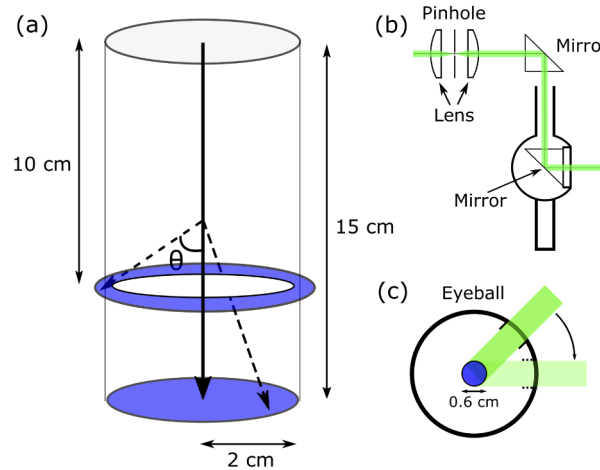 (a)
10 cm
θ
15 cm
2 cm
(b)
Pinhole
Mirro
Lens
Mirror
(c)
Eyeball
0.6 cm